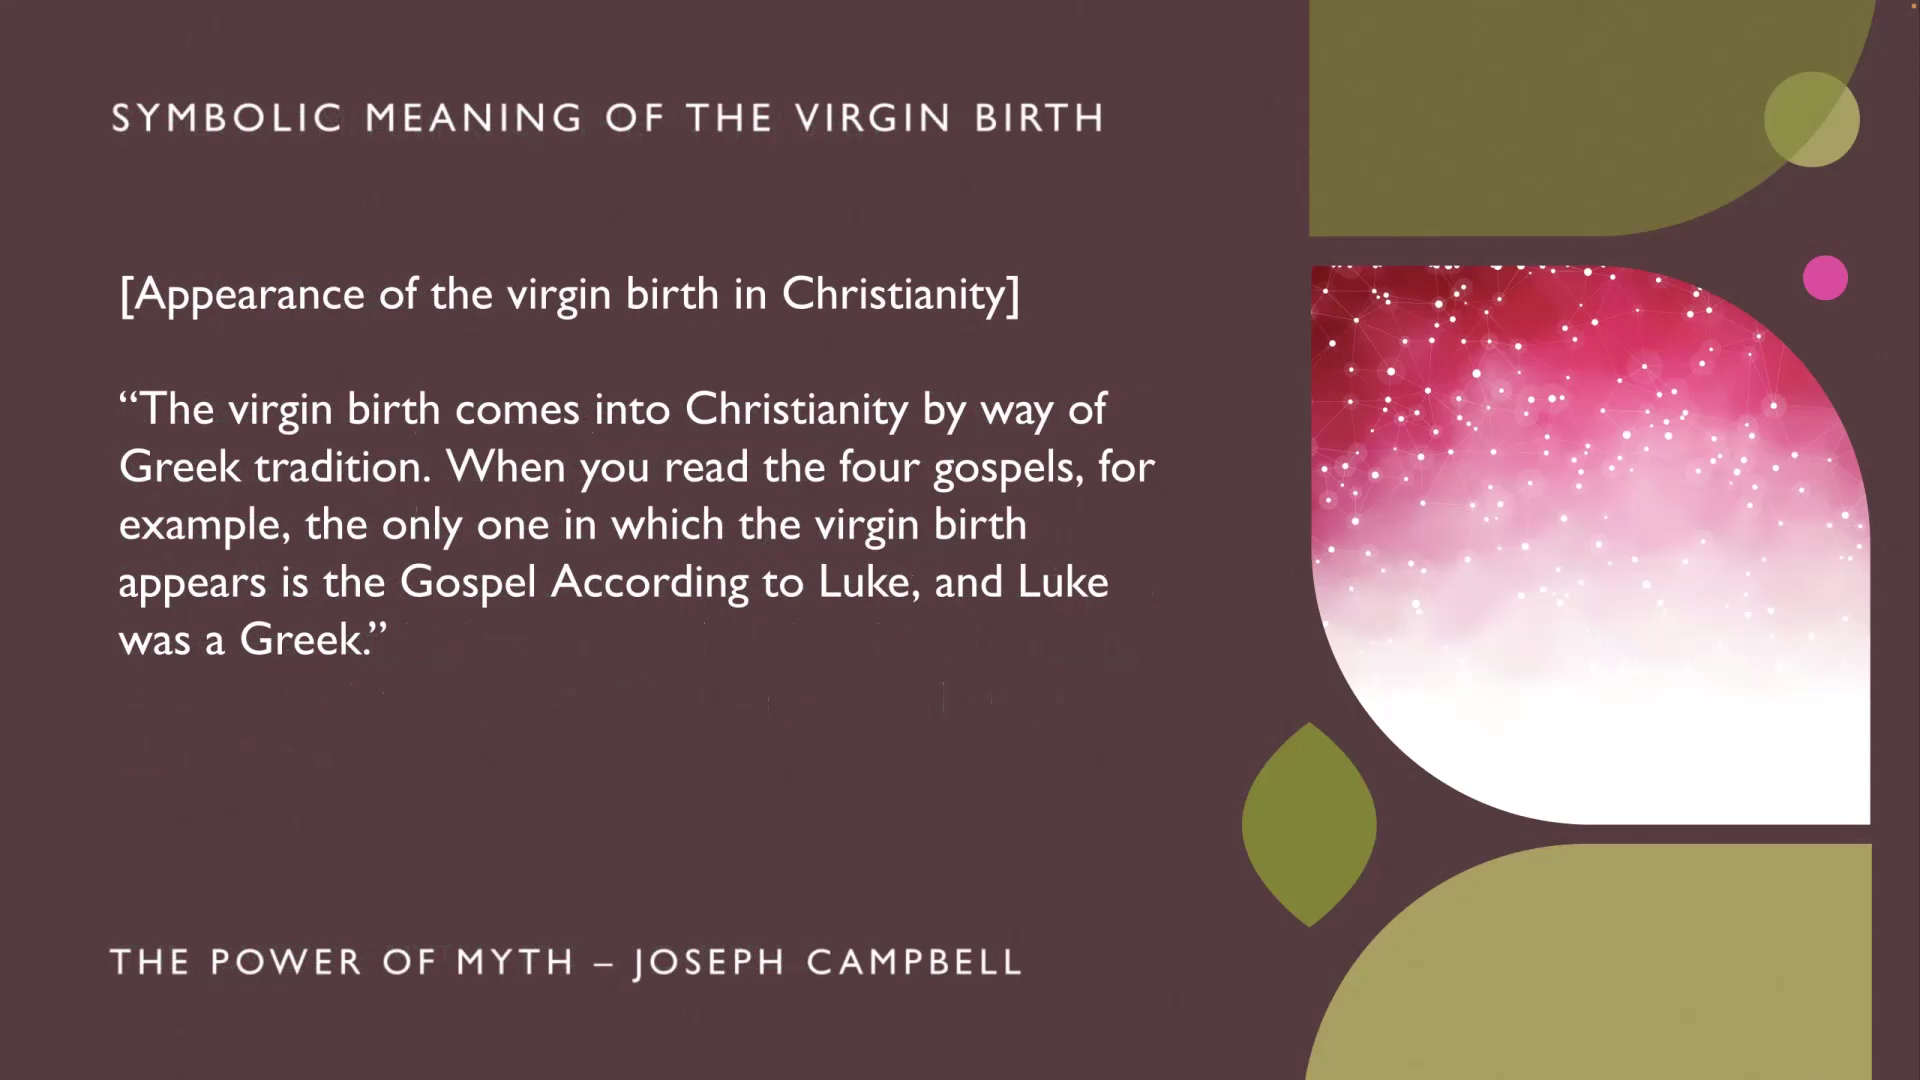 SYMBOLIC MEANING OF THE VIRGIN BIRTH
[Appearance of the virgin birth in Christianity]
“The virgin birth comes into Christianity by way of
Greek tradition. When you read the four gospels, for
example, the only one in which the virgin birth
appears is the Gospel According to Luke, and Luke
was a Greek.”
THE POWER OF MYTH – JOSEPH CAMPBELL